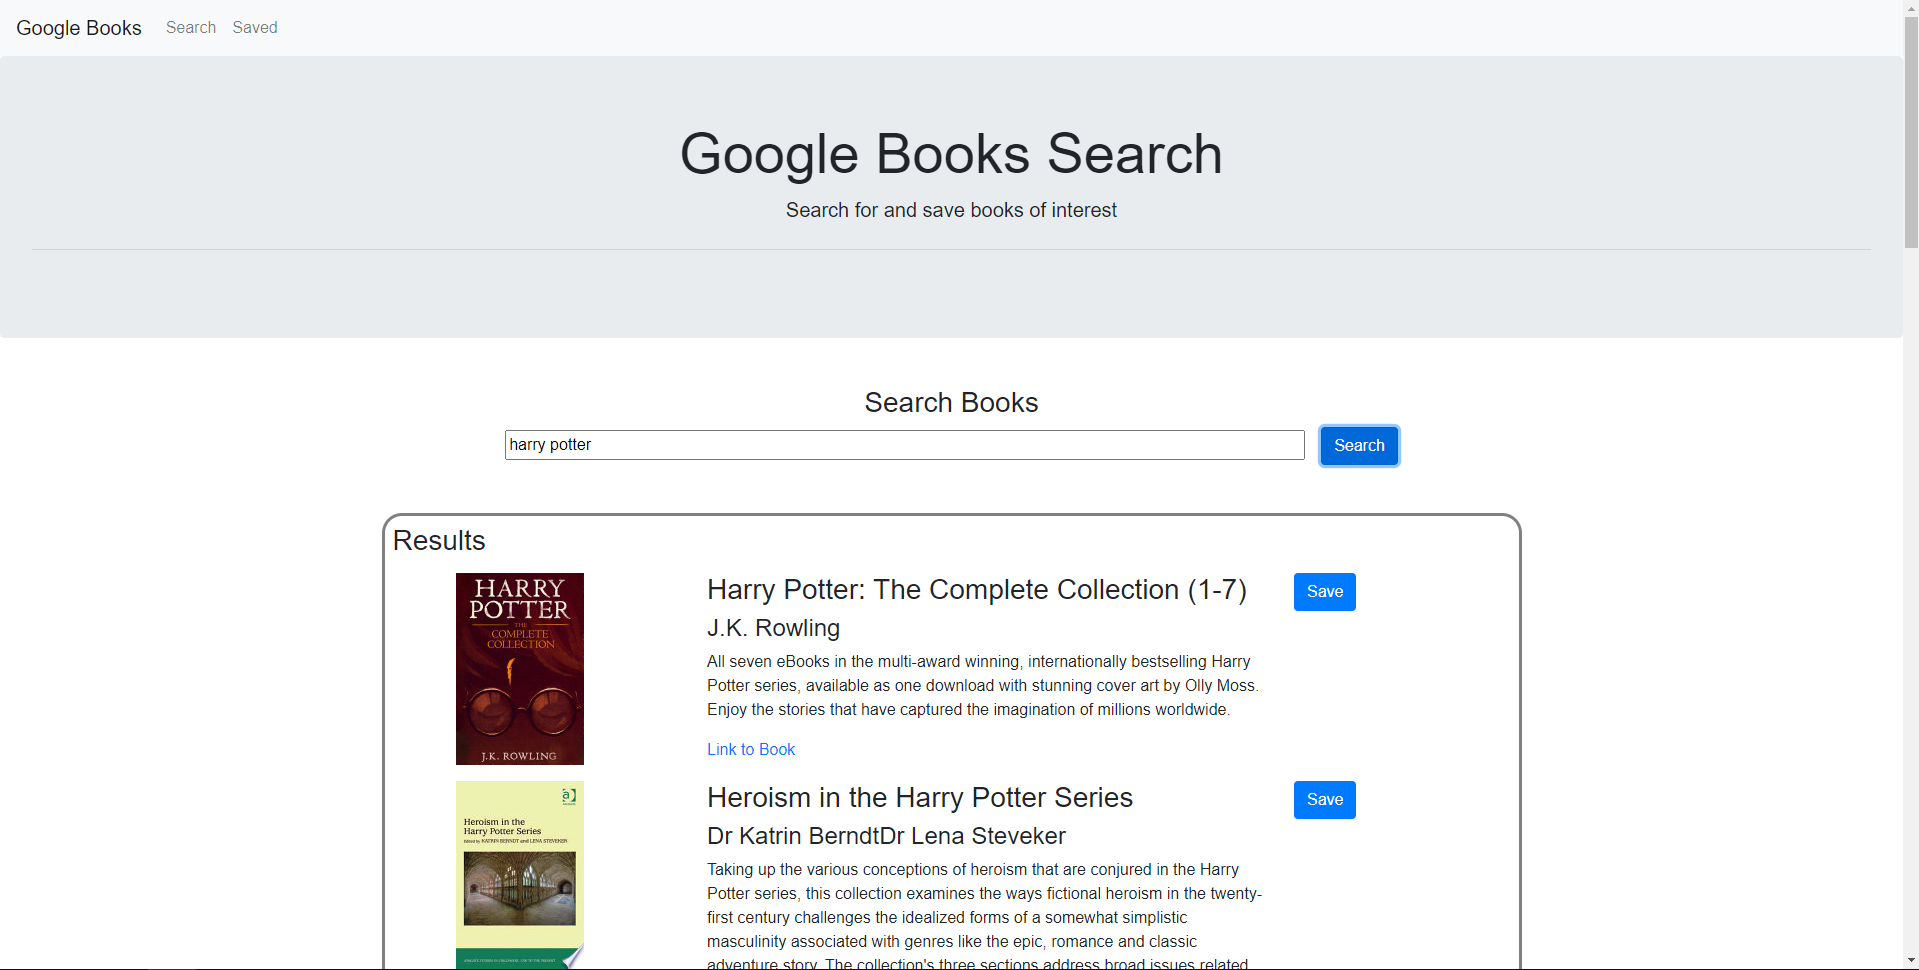 Google Books Search Saved
Google Books Search
Search for and save books of interest
Search Books
harry potter Search
Results
HARRY
POTTER
THE
COMPLETE
COLLECTION
J.K. ROWLING
Harry Potter: The Complete Collection (1-7) Save
J.K. Rowling
All seven eBooks in the multi-award winning, internationally bestselling Harry
Potter series, available as one download with stunning cover art by Olly Moss.
Enjoy the stories that have captured the imagination of millions worldwide.
Link to Book
a
Heroism in the
Harry Potter Series
Edited by KATRIN BERNDT and LENA STEVEKER
Heroism in the Harry Potter Series Save
Dr Katrin BerndtDr Lena Steveker
Taking up the various conceptions of heroism that are conjured in the Harry
Potter series, this collection examines the ways fictional heroism in the twenty-
first century challenges the idealized forms of a somewhat simplistic
masculinity associated with genres like the epic, romance and classic
adventure story. The collection's three sections address broad issues related